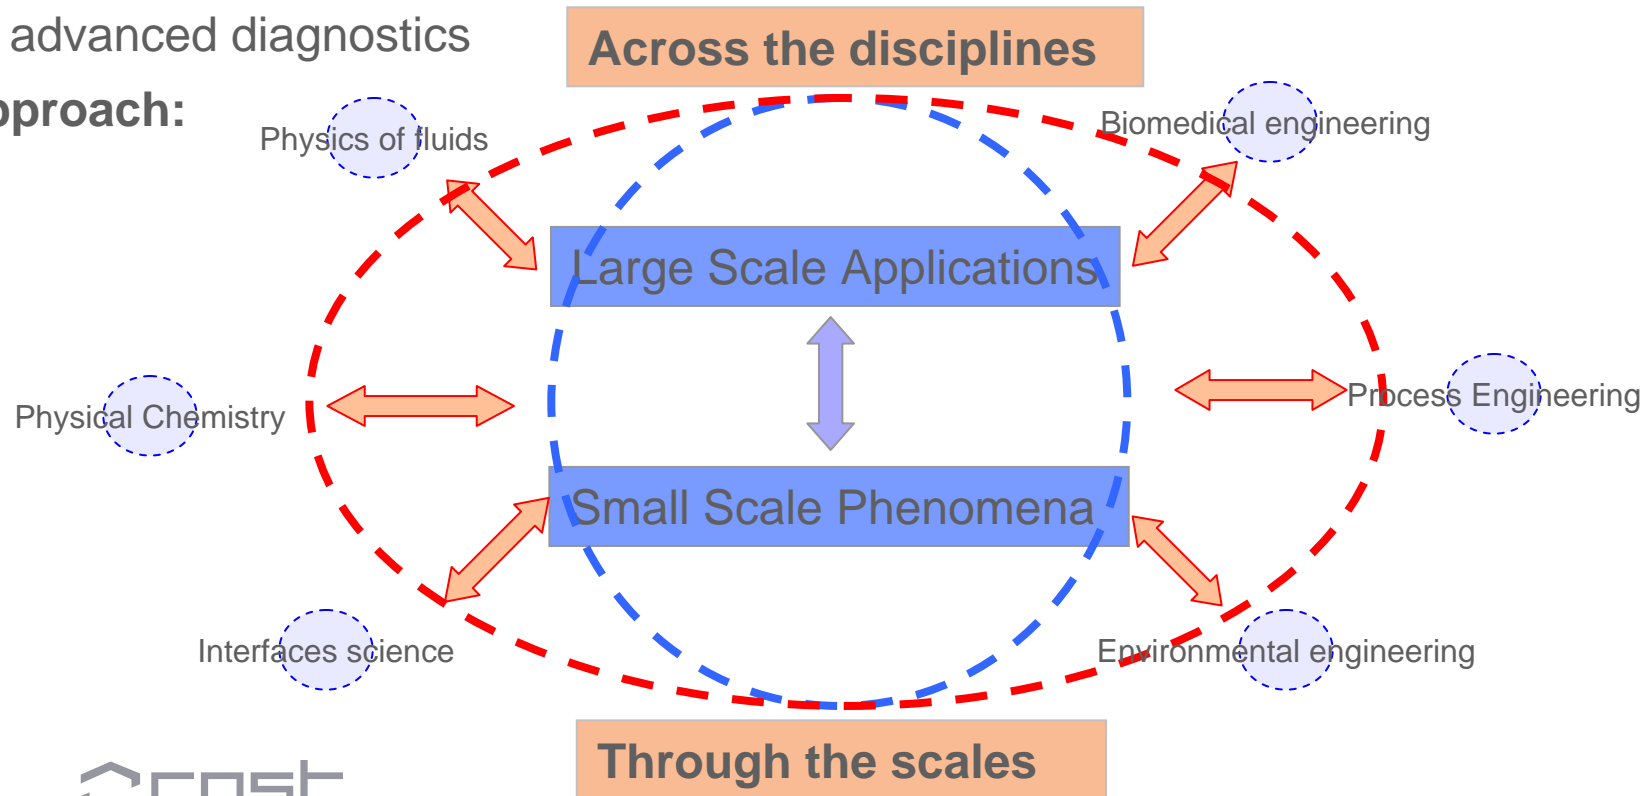 advanced diagnostics
Across the disciplines
pproach:
Physics of fluids
Biomedical engineering
Large Scale Applications
Physical Chemistry
Process Engineering
Small Scale Phenomena
Interfaces science
Environmental engineering
Through the scales